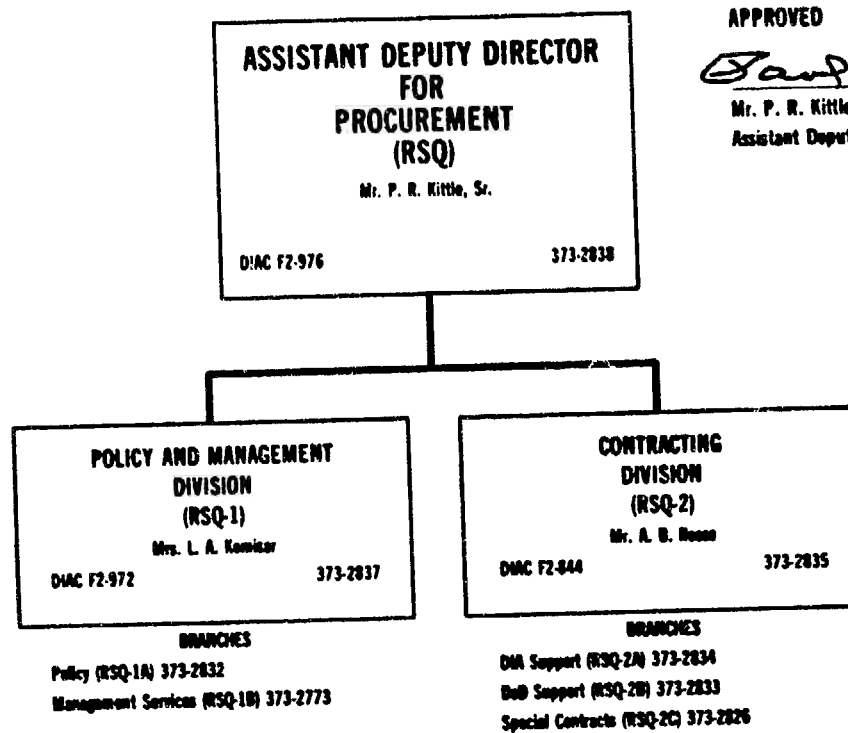 APPROVED
Mr. P. R. Kittle
Assistant Deput
ASSISTANT DEPUTY DIRECTOR
FOR
PROCUREMENT
(RSQ)
Mr. P. R. Kittle, Sr.
DIAC F2-976 373-2838
POLICY AND MANAGEMENT
DIVISION
(RSQ-1)
Mrs. L. A. Komisar
DIAC F2-972 373-2837
BRANCHES
Policy (RSQ-1A) 373-2832
Management Services (RSQ-1B) 373-2773
CONTRACTING
DIVISION
(RSQ-2)
Mr. A. B.
DIAC F2-844 373-2835
BRANCHES
DIA Support (RSQ-2A) 373-2834
DoD Support (RSQ-2B) 373-2833
Special Contracts (RSQ-2C) 373-2826